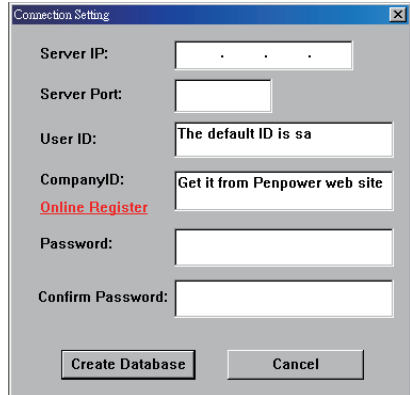 Connection Setting
Server IP: . . .
Server Port:
User ID: The default ID is sa
CompanyID: Get it from Penpower web site
Online Register
Password:
Confirm Password:
Create Database Cancel